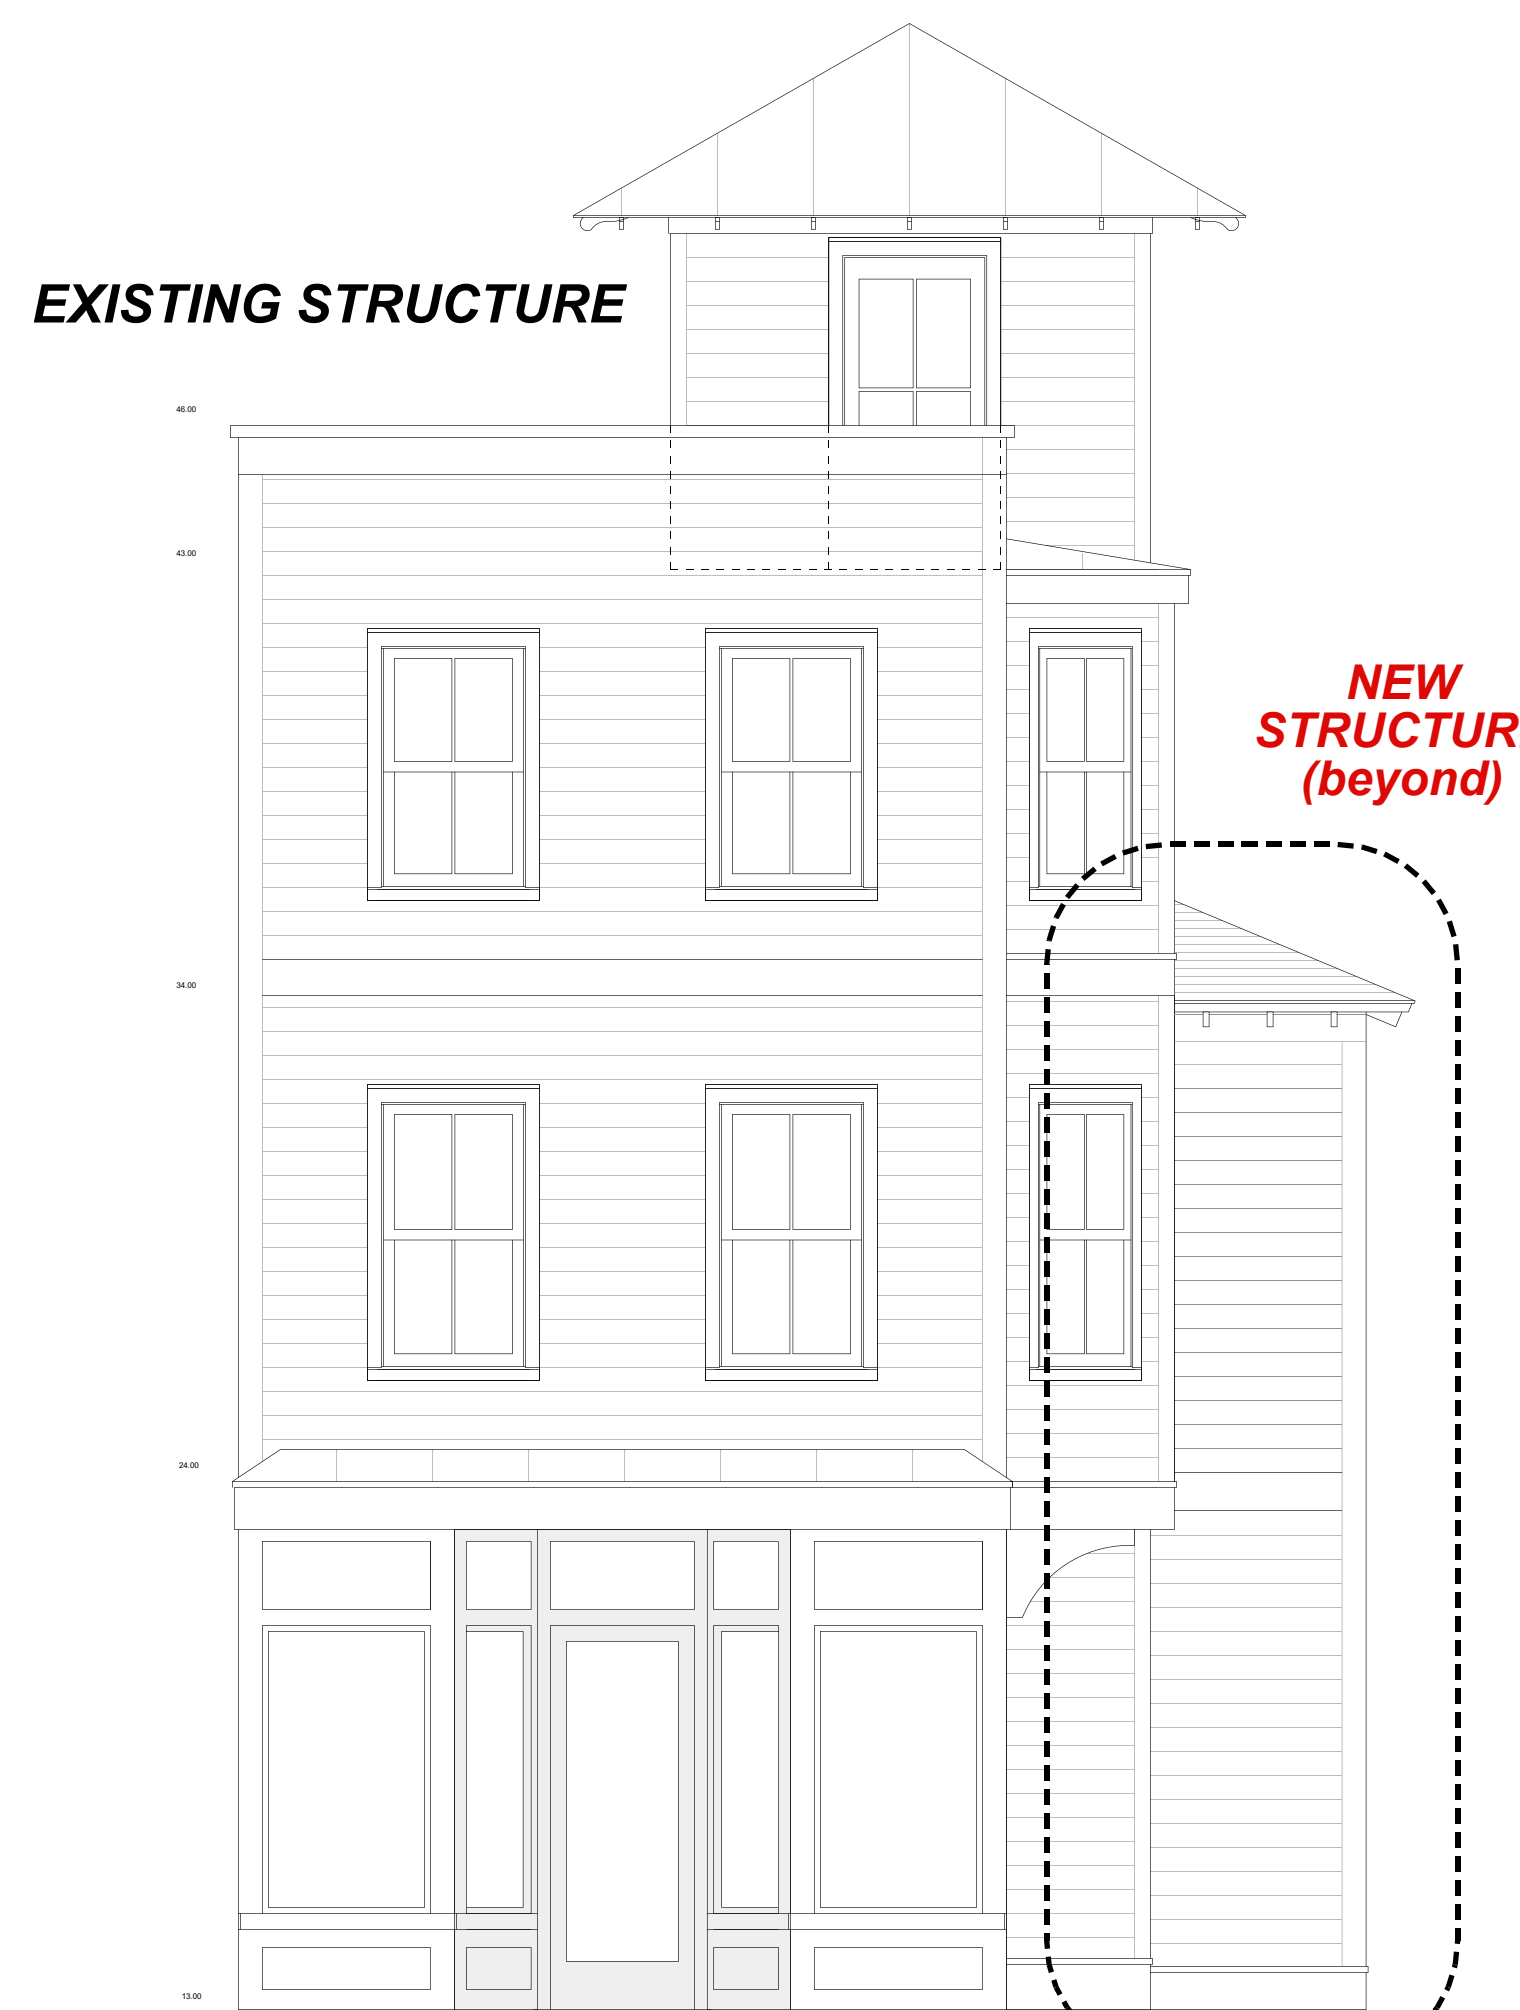 EXISTING STRUCTURE
46.00
43.00
NEW
STRUCTUR
(beyond)
34.00
24.00
13.00